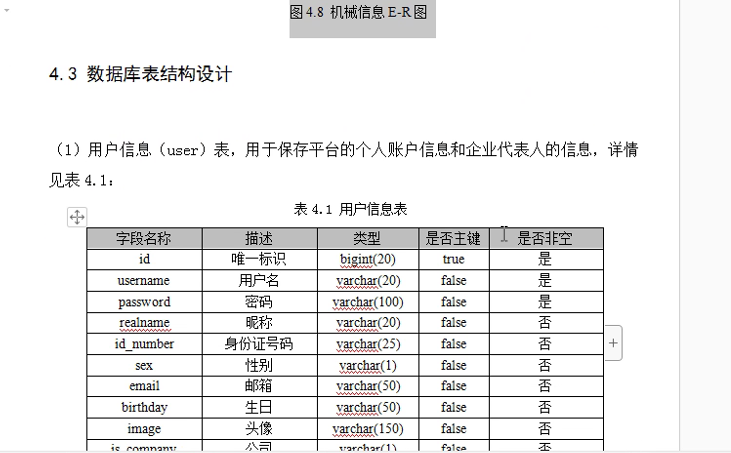 图 4.8 机械信息 E-R 图
4.3 数据库表结构设计
（1）用户信息（user）表，用于保存平台的个人账户信息和企业代表人的信息，详情
见表 4.1：
表 4.1 用户信息表
字段名称 描述 类型 是否主键 是否非空
id 唯一标识 bigint(20) true 是
username 用户名 varchar(20) false 是
password 密码 varchar(100) false 是
realname 昵称 varchar(20) false 否
id_number 身份证号码 varchar(25) false 否
sex 性别 varchar(1) false 否
email 邮箱 varchar(50) false 否
birthday 生日 varchar(50) false 否
image 头像 varchar(150) false 否
is_company 公司 varchar(1) false 否